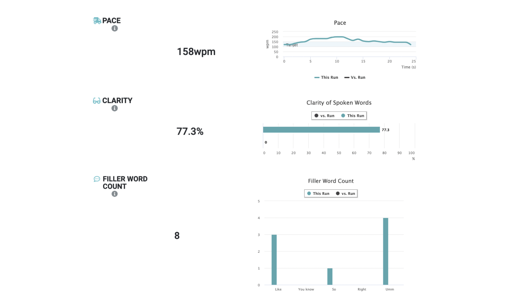 PACE
158wpm
Pace
250
200
150
100
50
0
WPM
Target
0
5
10
15
20
25
Time (s)
This Run
Vs. Run
CLARITY
77.3%
Clarity of Spoken Words
vs. Run
This Run
77.3
0
0
10
20
30
40
50
60
70
80
90
100
%
FILLER WORD
COUNT
8
Filler Word Count
This Run
vs. Run
5
4
3
2
1
0
Like
You know
So
Right
Umm